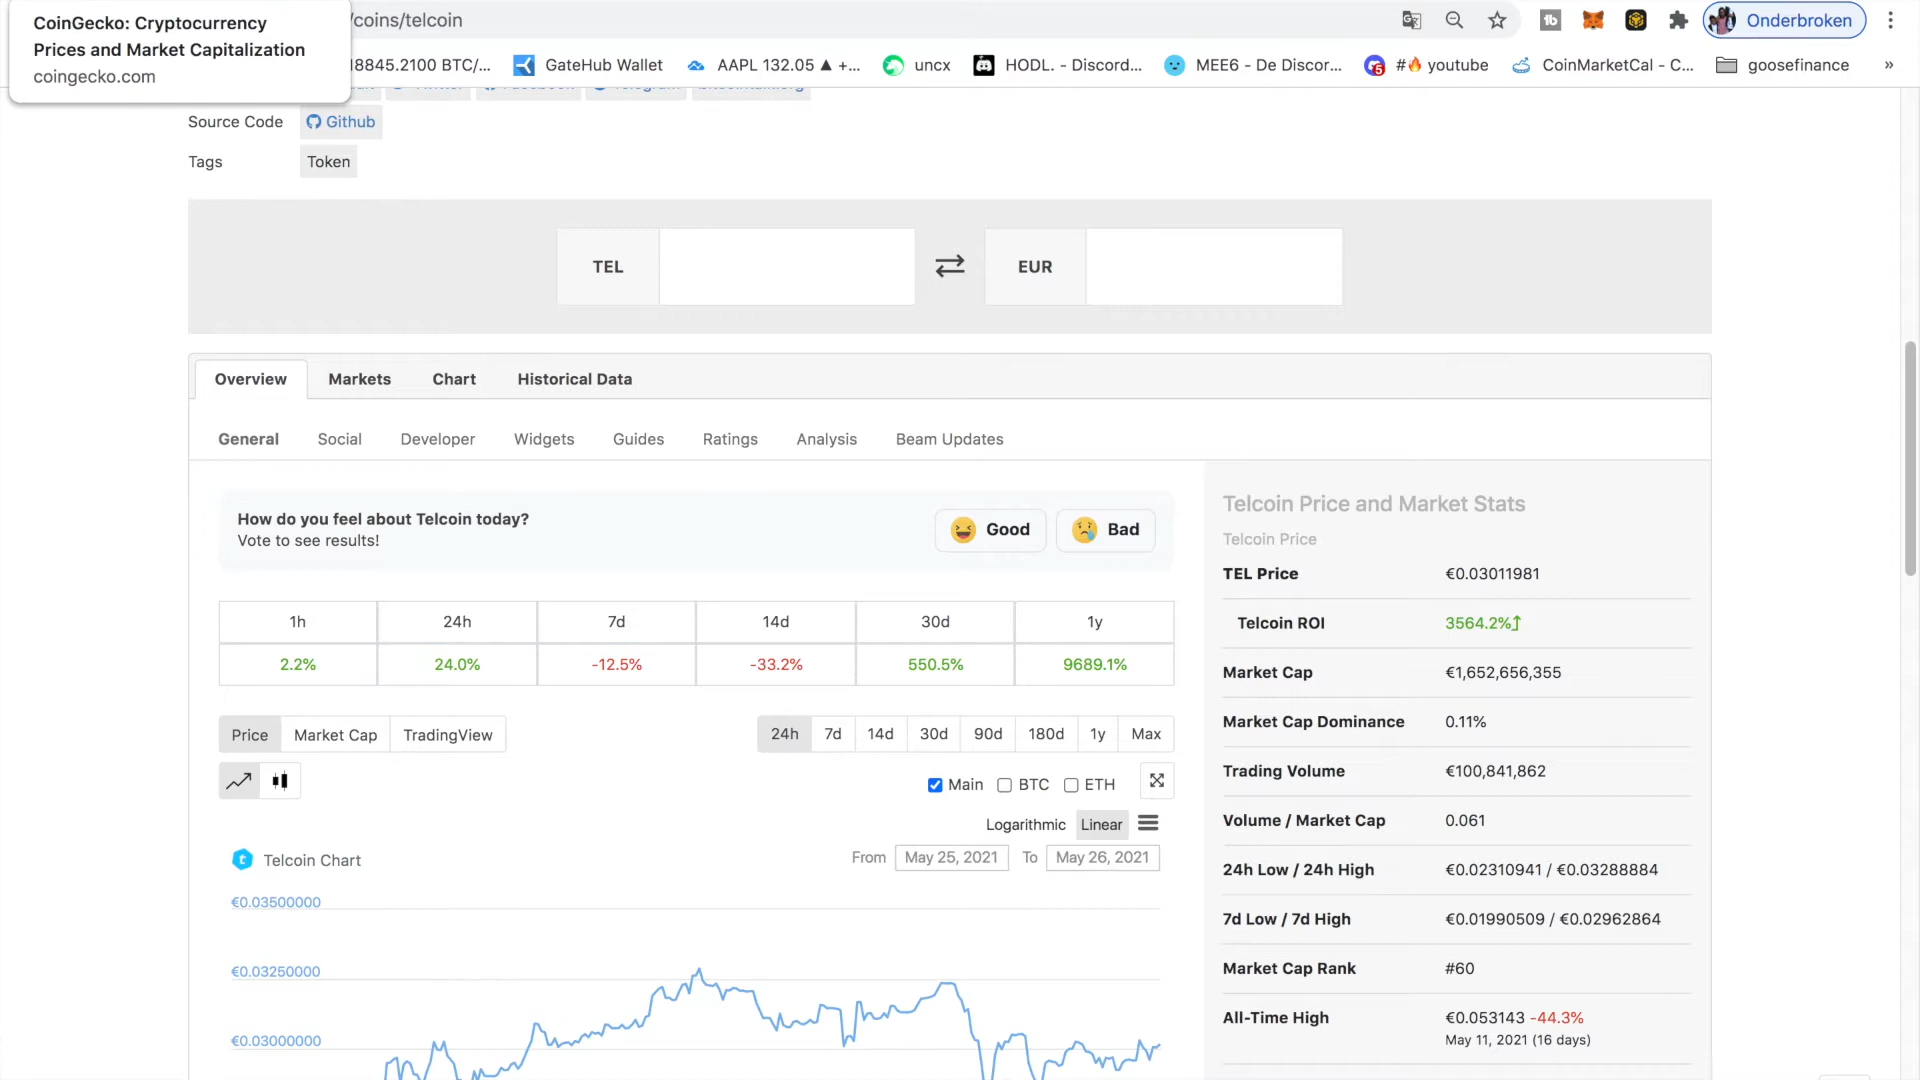 CoinGecko: Cryptocurrency
Prices and Market Capitalization
coingecko.com
/coins/telcoin
Onderbroken
8845.2100 BTC/...
GateHub Wallet
AAPL 132.05 ▲ +...
uncx
HODL. - Discord...
MEE6 - De Discor...
#🔥 youtube
CoinMarketCal - C...
goosefinance
»
Source Code
Github
Tags
Token
TEL
EUR
Overview
Markets
Chart
Historical Data
General
Social
Developer
Widgets
Guides
Ratings
Analysis
Beam Updates
How do you feel about Telcoin today?
Vote to see results!
Good
Bad
1h 24h 7d 14d 30d 1y
2.2% 24.0% -12.5% -33.2% 550.5% 9689.1%
Price
Market Cap
TradingView
24h 7d 14d 30d 90d 180d 1y Max
Main BTC ETH
Logarithmic Linear
Telcoin Chart
From May 25, 2021 To May 26, 2021
€0.03500000
€0.03250000
€0.03000000
Telcoin Price and Market Stats
Telcoin Price
TEL Price €0.03011981
Telcoin ROI 3564.2%
Market Cap €1,652,656,355
Market Cap Dominance 0.11%
Trading Volume €100,841,862
Volume / Market Cap 0.061
24h Low / 24h High €0.02310941 / €0.03288884
7d Low / 7d High €0.01990509 / €0.02962864
Market Cap Rank #60
All-Time High €0.053143 -44.3%
May 11, 2021 (16 days)